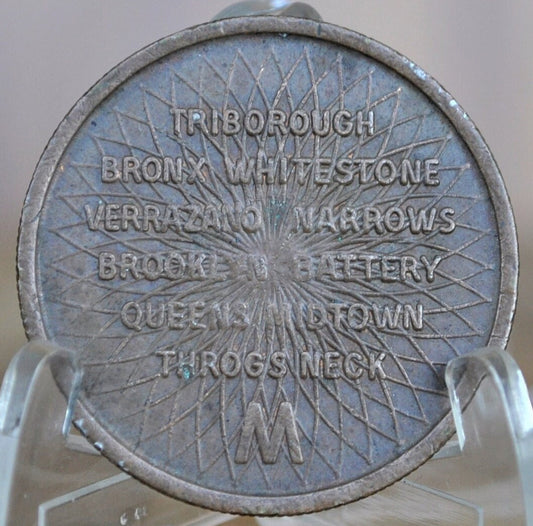 TRIBOROUGH
BRONX WHITESTONE
VERRAZANO NARROWS
BROOKLYN BATTERY
QUEENS MIDTOWN
THROGS NECK
M